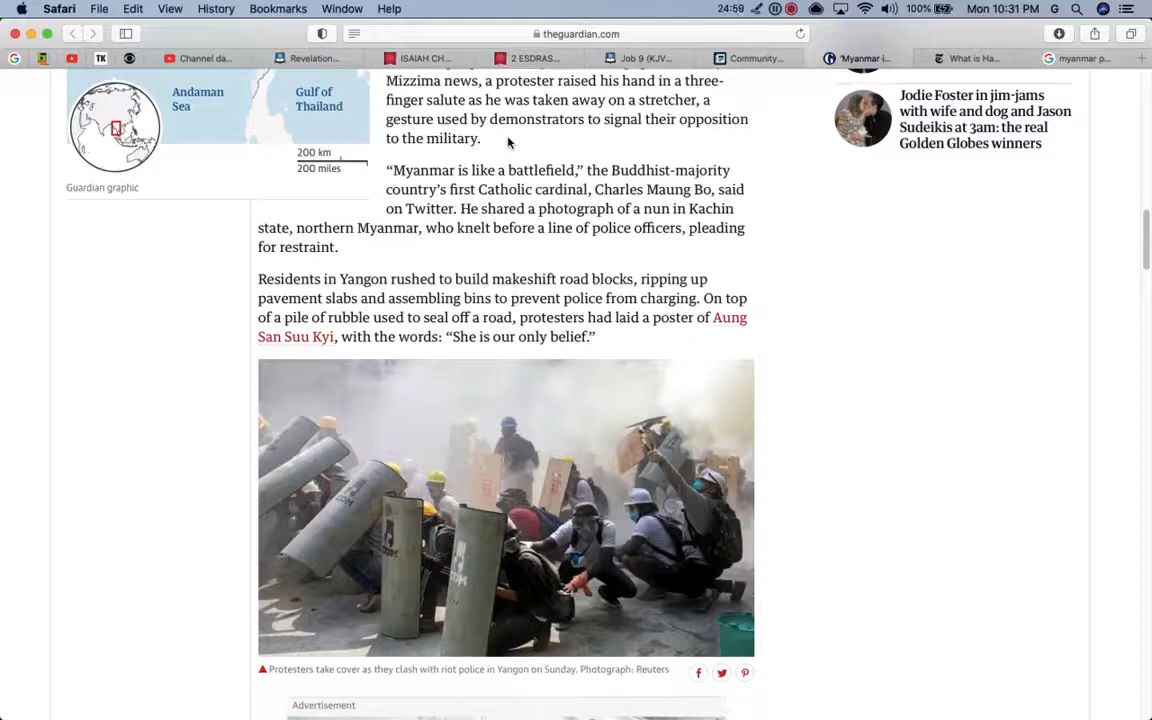 Safari File Edit View History Bookmarks Window Help 24:59 100% Mon 10:31 PM G
theguardian.com
TK Channel da... Revelation... ISAIAH CH... 2 ESDRAS... Job 9 (KJV... Community... 'Myanmar i... What is Ha... myanmar p...
Andaman
Sea
Gulf of
Thailand
200 km
200 miles
Guardian graphic
Mizzima news, a protester raised his hand in a three-
finger salute as he was taken away on a stretcher, a
gesture used by demonstrators to signal their opposition
to the military.
“Myanmar is like a battlefield,” the Buddhist-majority
country’s first Catholic cardinal, Charles Maung Bo, said
on Twitter. He shared a photograph of a nun in Kachin
state, northern Myanmar, who knelt before a line of police officers, pleading
for restraint.
Residents in Yangon rushed to build makeshift road blocks, ripping up
pavement slabs and assembling bins to prevent police from charging. On top
of a pile of rubble used to seal off a road, protesters had laid a poster of Aung
San Suu Kyi, with the words: “She is our only belief.”
Protesters take cover as they clash with riot police in Yangon on Sunday. Photograph: Reuters
Advertisement
Jodie Foster in jim-jams
with wife and dog and Jason
Sudeikis at 3am: the real
Golden Globes winners